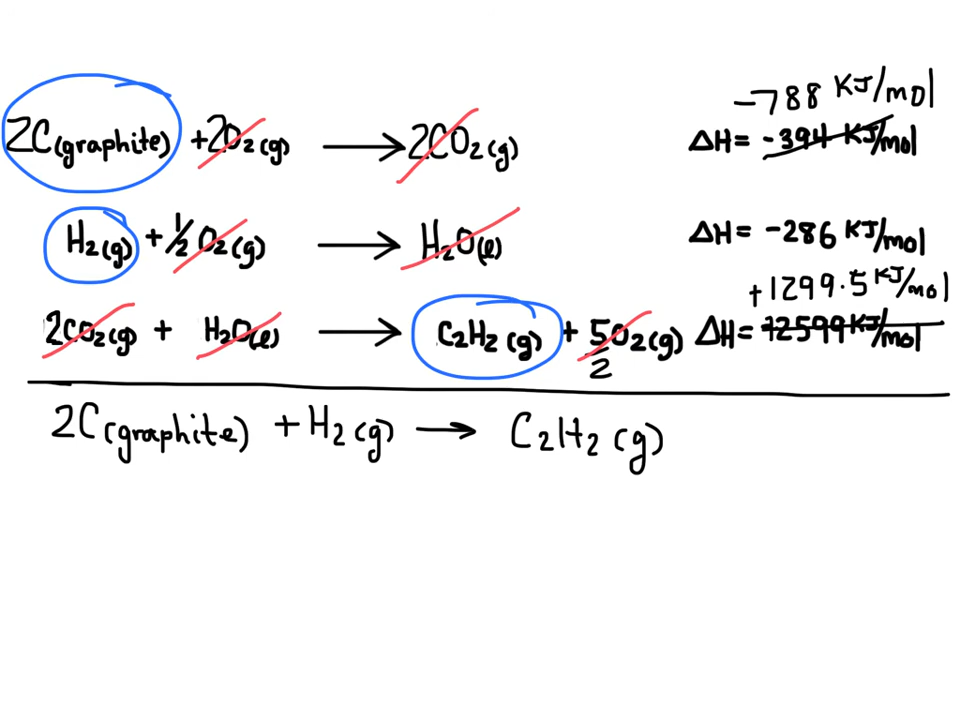 -788 KJ/mol
2C(graphite) + 2O₂(g) ⟶ 2CO₂(g) ΔH = -394 KJ/mol
H₂(g) + ½ O₂(g) ⟶ H₂O(l) ΔH = -286 KJ/mol
+1299.5 KJ/mol
2CO₂(g) + H₂O(l) ⟶ C₂H₂(g) + 5/2 O₂(g) ΔH = +2599 KJ/mol
2C(graphite) + H₂(g) ⟶ C₂H₂(g)